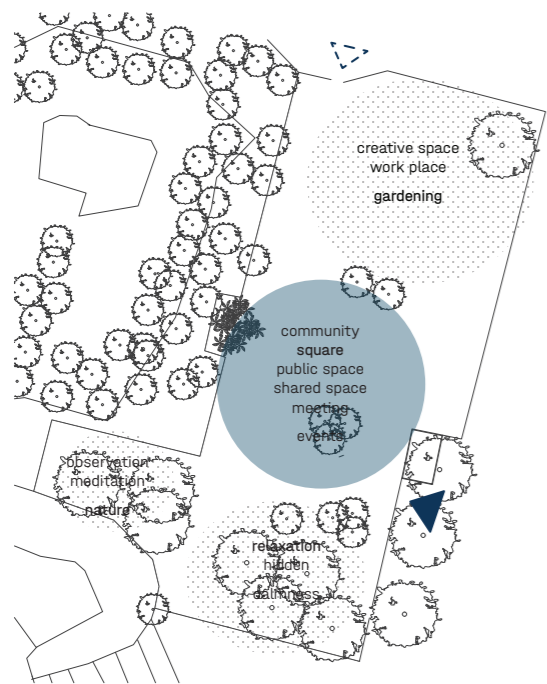 creative space
work place
gardening
community
square
public space
shared space
meeting
events
observation
meditation
nature
relaxation
hidden
calmness